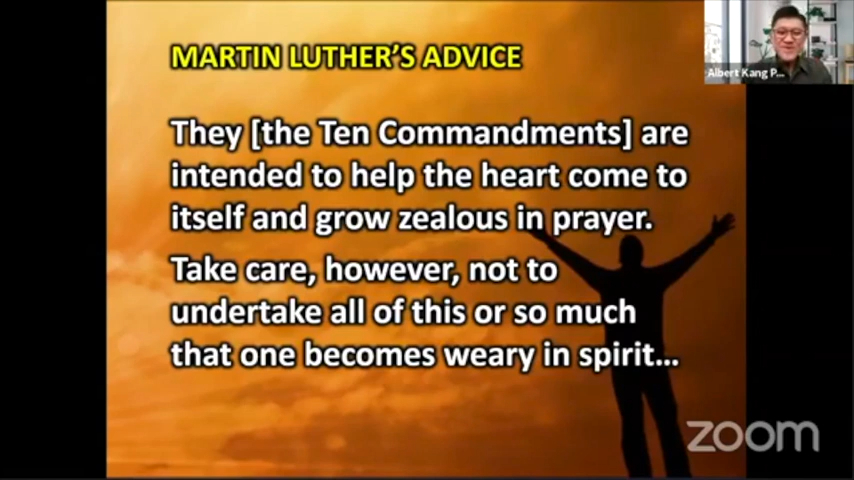 MARTIN LUTHER'S ADVICE
Albert Kang P...
They [the Ten Commandments] are
intended to help the heart come to
itself and grow zealous in prayer.
Take care, however, not to
undertake all of this or so much
that one becomes weary in spirit...
zoom